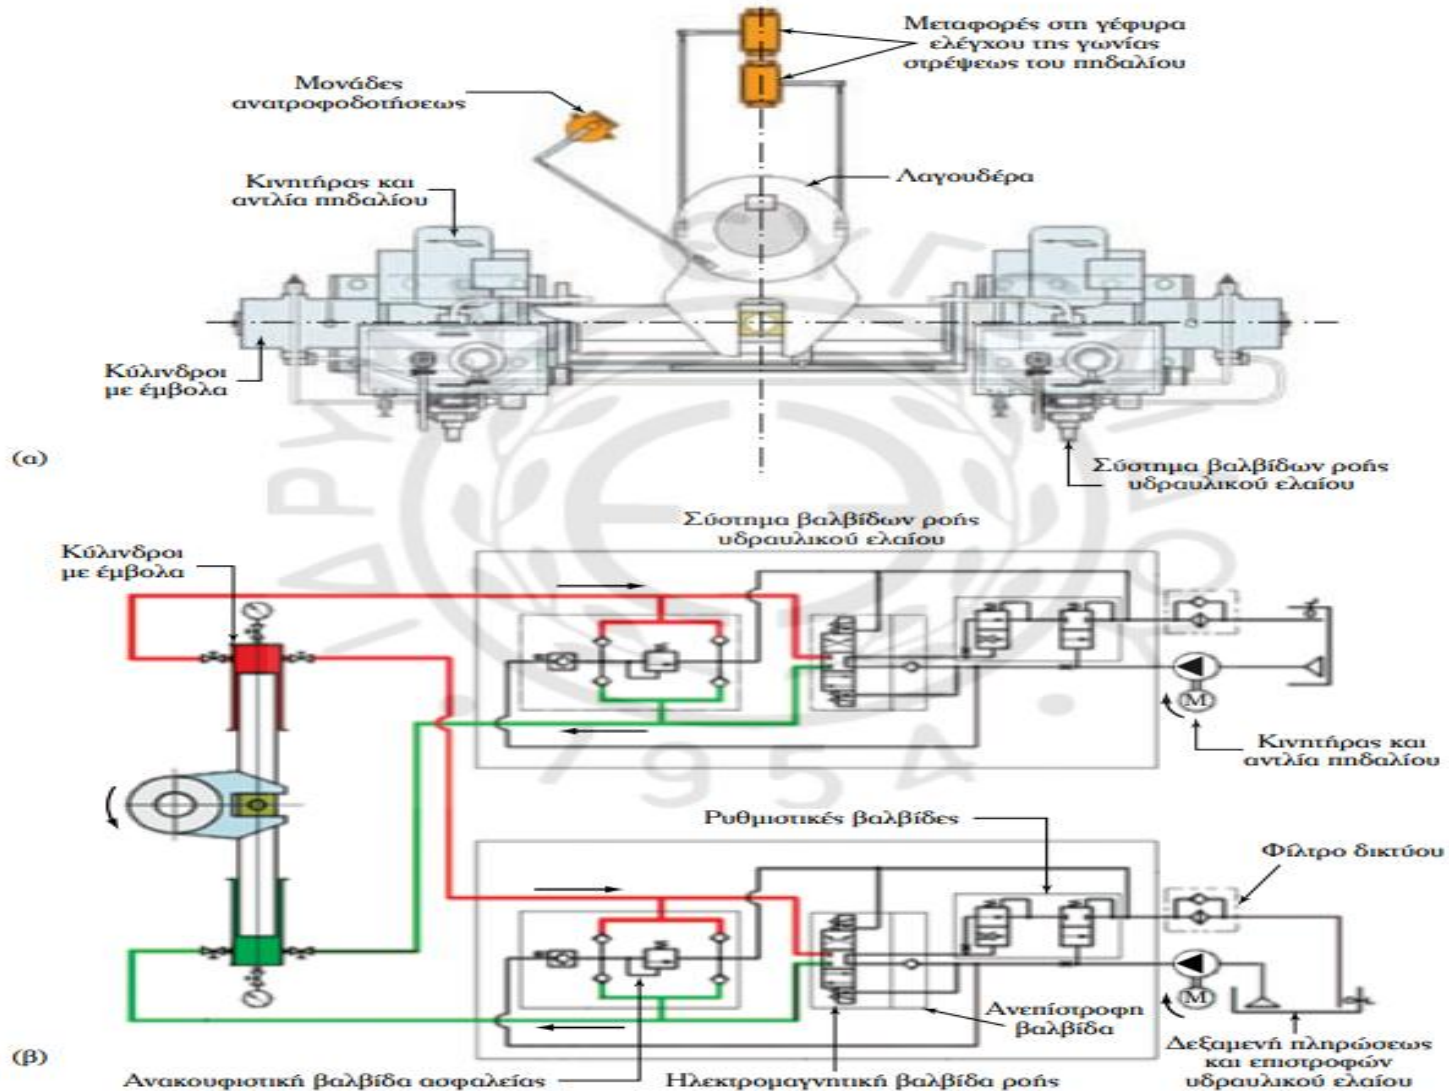 Μεταφορές στη γέφυρα
ελέγχου της γωνίας
στρέψεως του πηδαλίου
Μονάδες
ανατροφοδοτήσεως
Κινητήρας και
αντλία πηδαλίου
Λαγουδέρα
Κύλινδροι
με έμβολα
(α)
Σύστημα βαλβίδων ροής
υδραυλικού ελαίου
Σύστημα βαλβίδων ροής
υδραυλικού ελαίου
Κύλινδροι
με έμβολα
M
Κινητήρας και
αντλία πηδαλίου
Ρυθμιστικές βαλβίδες
Φίλτρο δικτύου
M
Ανεπίστροφη
βαλβίδα
Δεξαμενή πληρώσεως
και επιστροφών
υδραυλικού ελαίου
(β)
Ανακουφιστική βαλβίδα ασφαλείας
Ηλεκτρομαγνητική βαλβίδα ροής
1954